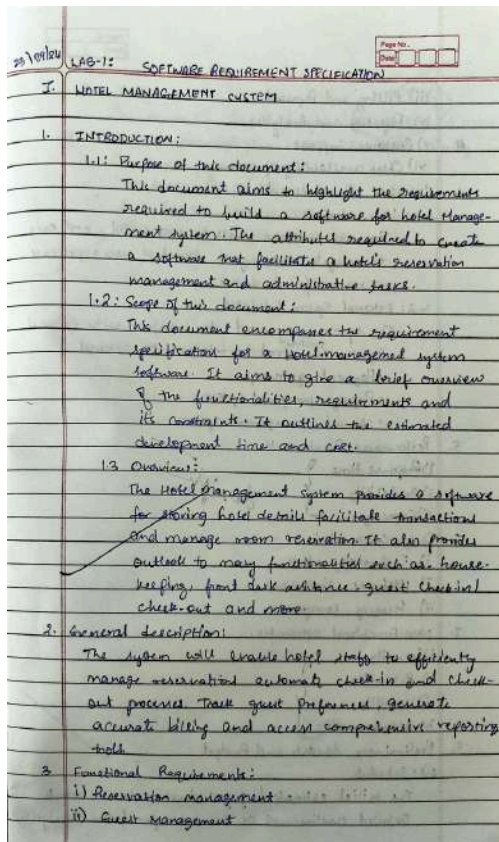 Page No.
Date
25/09/24 LAB-1: SOFTWARE REQUIREMENT SPECIFICATION
I. HOTEL MANAGEMENT SYSTEM
1. INTRODUCTION:
1.1: Purpose of this document:
This document aims to highlight the requirements
required to build a software for hotel Manage-
ment system. The attributes required to create
a software that facilitates a hotel's reservation
management and administrative tasks.
1.2: Scope of this document:
This document encompasses the requirement
specification for a Hotel management system
software. It aims to give a brief overview
of the functionalities, requirements and
its constraints. It outlines the estimated
development time and cost.
1.3 Overview:
The Hotel management system provides a software
for storing hotel details facilitate transactions
and manage room reservation. It also provides
outlook to many functionalities such as house-
keeping, front desk assistance, guest check-in/
check-out and more.
2. General description:
The system will enable hotel staff to efficiently
manage reservations automate check-in and check-
out processes. Track guest preferences, generate
accurate billing and access comprehensive reporting
tools.
3. Functional Requirements:
i) Reservation management
ii) Guest Management